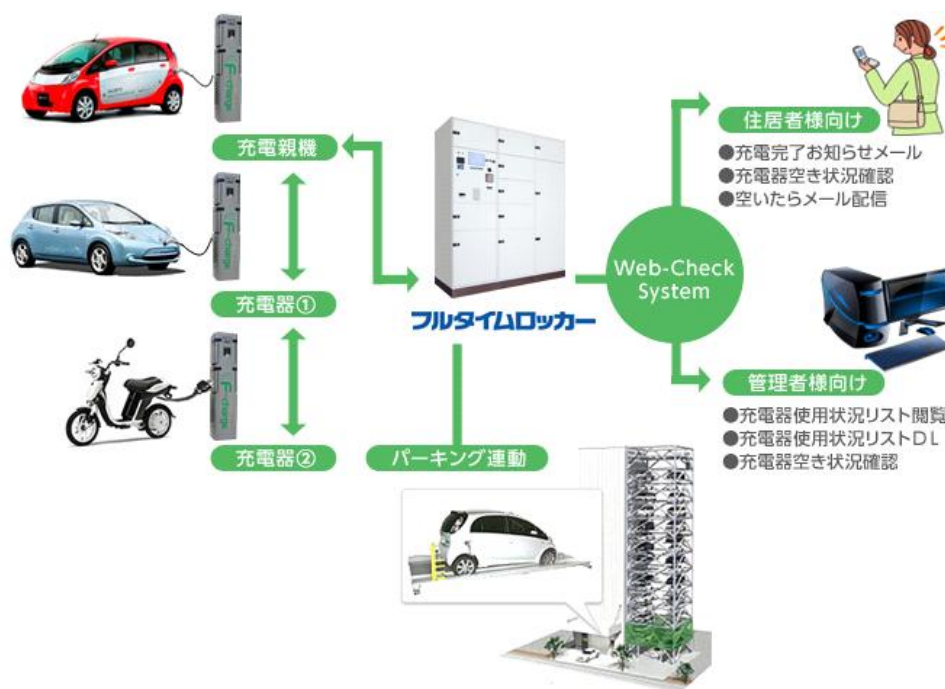 F-charge
充電親機
F-charge
充電器①
F-charge
充電器②
フルタイムロッカー
パーキング連動
Web-Check
System
住居者様向け
●充電完了お知らせメール
●充電器空き状況確認
●空いたらメール配信
管理者様向け
●充電器使用状況リスト閲覧
●充電器使用状況リストDL
●充電器空き状況確認